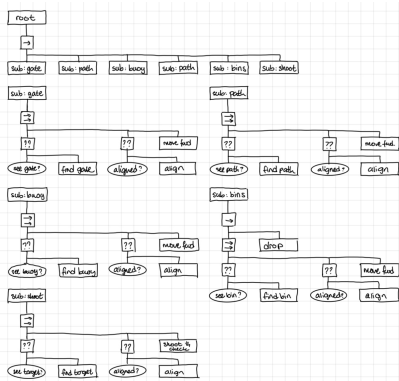 root
→
sub: gate sub: path sub: buoy sub: path sub: bins sub: shoot
sub: gate sub: path
?? ?? move fwd ?? ?? move fwd
see gate? find gate aligned? align see path? find path aligned? align
sub: buoy sub: bins
?? ?? move fwd drop
see buoy? find buoy aligned? align ?? ?? move fwd
sub: shoot see bin? find bin aligned? align
?? ?? shoot
see target? find target aligned? align